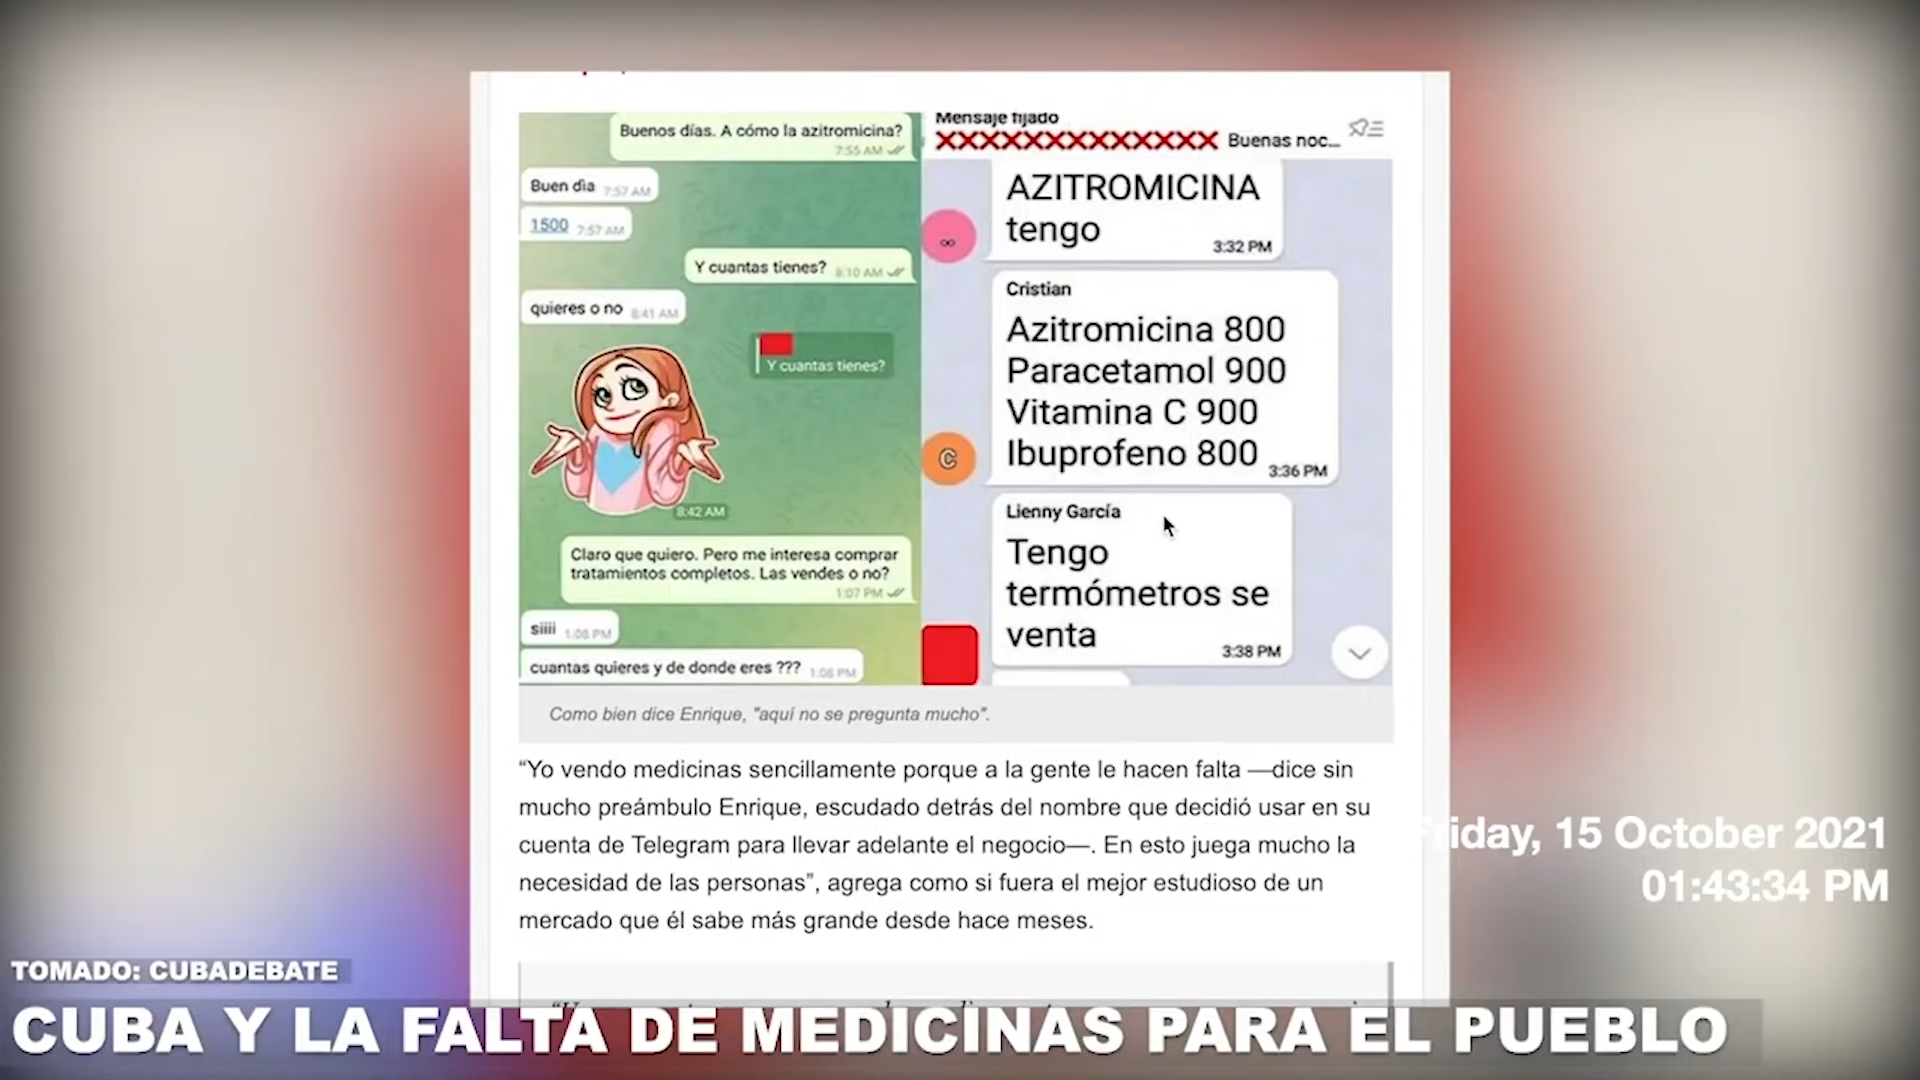 Buenos días. A cómo la azitromicina?
7:55 AM
Buen dìa 7:57 AM
1500 7:57 AM
Y cuantas tienes? 8:10 AM
quieres o no 8:41 AM
Y cuantas tienes?
8:42 AM
Claro que quiero. Pero me interesa comprar
tratamientos completos. Las vendes o no?
1:07 PM
siiii 1:08 PM
cuantas quieres y de donde eres ??? 1:08 PM
Mensaje fijado
XXXXXXXXXXXXX Buenas noc...
AZITROMICINA
tengo
3:32 PM
Cristian
Azitromicina 800
Paracetamol 900
Vitamina C 900
Ibuprofeno 800
3:36 PM
C
Lienny García
Tengo
termómetros se
venta
3:38 PM
Como bien dice Enrique, "aquí no se pregunta mucho".
“Yo vendo medicinas sencillamente porque a la gente le hacen falta —dice sin
mucho preámbulo Enrique, escudado detrás del nombre que decidió usar en su
cuenta de Telegram para llevar adelante el negocio—. En esto juega mucho la
necesidad de las personas”, agrega como si fuera el mejor estudioso de un
mercado que él sabe más grande desde hace meses.
Friday, 15 October 2021
01:43:34 PM
TOMADO: CUBADEBATE
CUBA Y LA FALTA DE MEDICINAS PARA EL PUEBLO